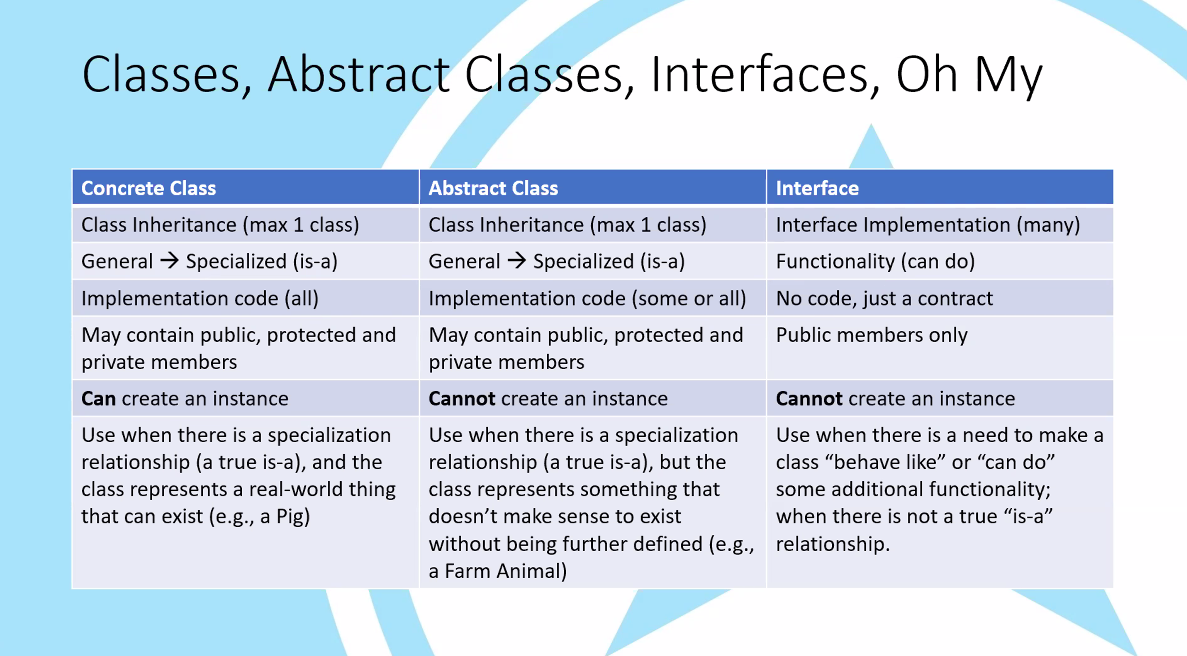 Classes, Abstract Classes, Interfaces, Oh My
Concrete Class
Abstract Class
Interface
Class Inheritance (max 1 class)
Class Inheritance (max 1 class)
Interface Implementation (many)
General → Specialized (is-a)
General → Specialized (is-a)
Functionality (can do)
Implementation code (all)
Implementation code (some or all)
No code, just a contract
May contain public, protected and
private members
May contain public, protected and
private members
Public members only
Can create an instance
Cannot create an instance
Cannot create an instance
Use when there is a specialization
relationship (a true is-a), and the
class represents a real-world thing
that can exist (e.g., a Pig)
Use when there is a specialization
relationship (a true is-a), but the
class represents something that
doesn’t make sense to exist
without being further defined (e.g.,
a Farm Animal)
Use when there is a need to make a
class “behave like” or “can do”
some additional functionality;
when there is not a true “is-a”
relationship.